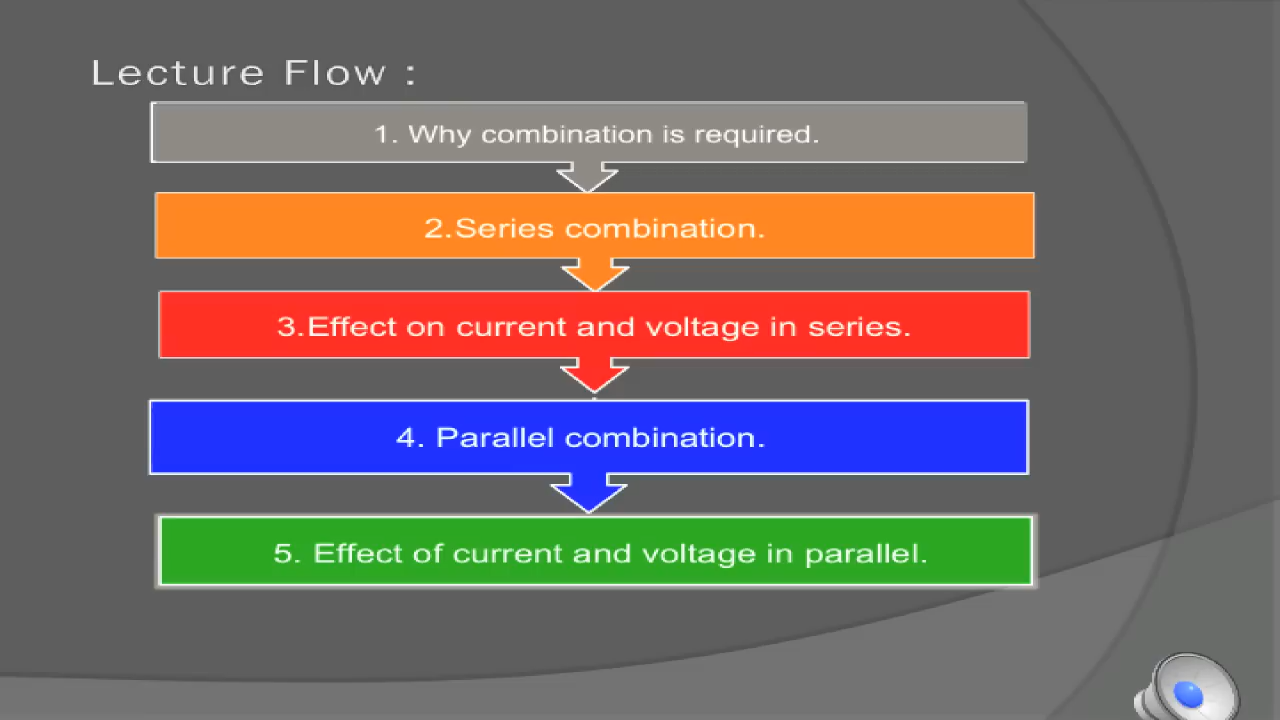 Lecture Flow :
1. Why combination is required.
2.Series combination.
3.Effect on current and voltage in series.
4. Parallel combination.
5. Effect of current and voltage in parallel.